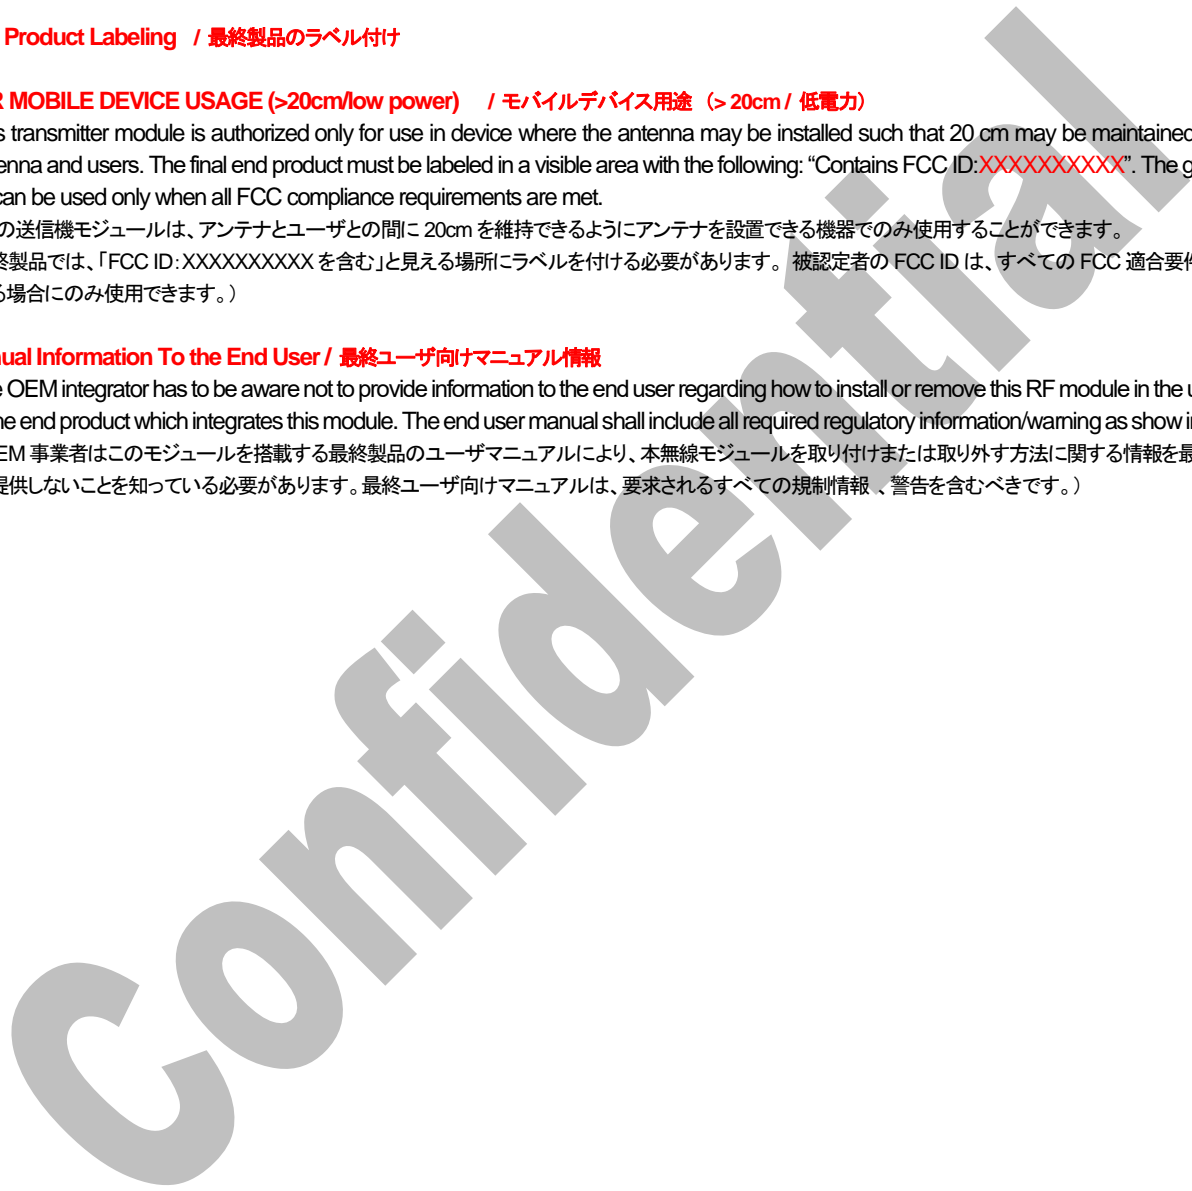 Product Labeling / 最終製品のラベル付け
R MOBILE DEVICE USAGE (>20cm/low power) / モバイルデバイス用途 （> 20cm / 低電力）
s transmitter module is authorized only for use in device where the antenna may be installed such that 20 cm may be maintained
enna and users. The final end product must be labeled in a visible area with the following: “Contains FCC ID:XXXXXXXXXX”. The g
can be used only when all FCC compliance requirements are met.
の送信機モジュールは、アンテナとユーザとの間に 20cm を維持できるようにアンテナを設置できる機器でのみ使用することができます。
終製品では、「FCC ID：XXXXXXXXXX を含む」と見える場所にラベルを付ける必要があります。 被認定者の FCC ID は、すべての FCC 適合要件
る場合にのみ使用できます。）
nual Information To the End User / 最終ユーザ向けマニュアル情報
e OEM integrator has to be aware not to provide information to the end user regarding how to install or remove this RF module in the u
he end product which integrates this module. The end user manual shall include all required regulatory information/warning as show i
EM 事業者はこのモジュールを搭載する最終製品のユーザマニュアルにより、本無線モジュールを取り付けまたは取り外す方法に関する情報を最
提供しないことを知っている必要があります。最終ユーザ向けマニュアルは、要求されるすべての規制情報 、警告を含むべきです。）
Confidential